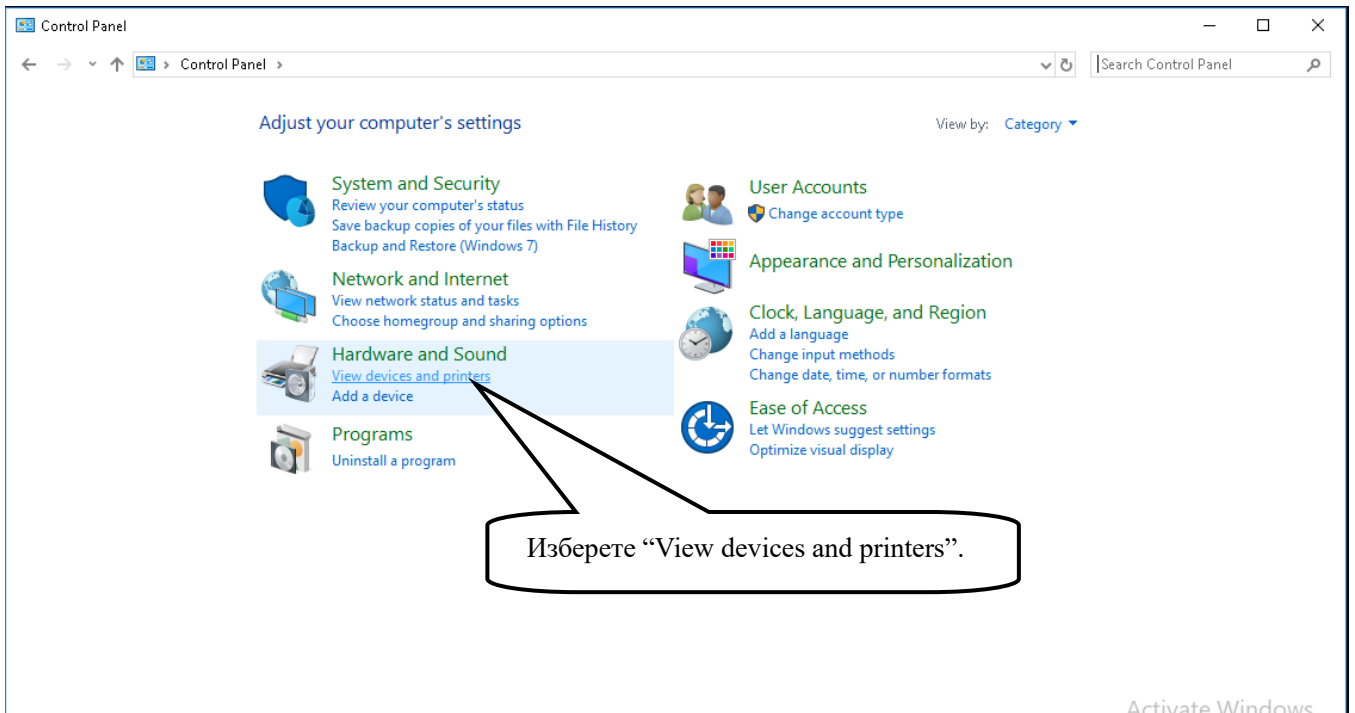 Control Panel
Control Panel
Search Control Panel
Adjust your computer's settings
View by: Category
System and Security
Review your computer's status
Save backup copies of your files with File History
Backup and Restore (Windows 7)
Network and Internet
View network status and tasks
Choose homegroup and sharing options
Hardware and Sound
View devices and printers
Add a device
Programs
Uninstall a program
User Accounts
Change account type
Appearance and Personalization
Clock, Language, and Region
Add a language
Change input methods
Change date, time, or number formats
Ease of Access
Let Windows suggest settings
Optimize visual display
Изберете “View devices and printers”.
Activate Windows